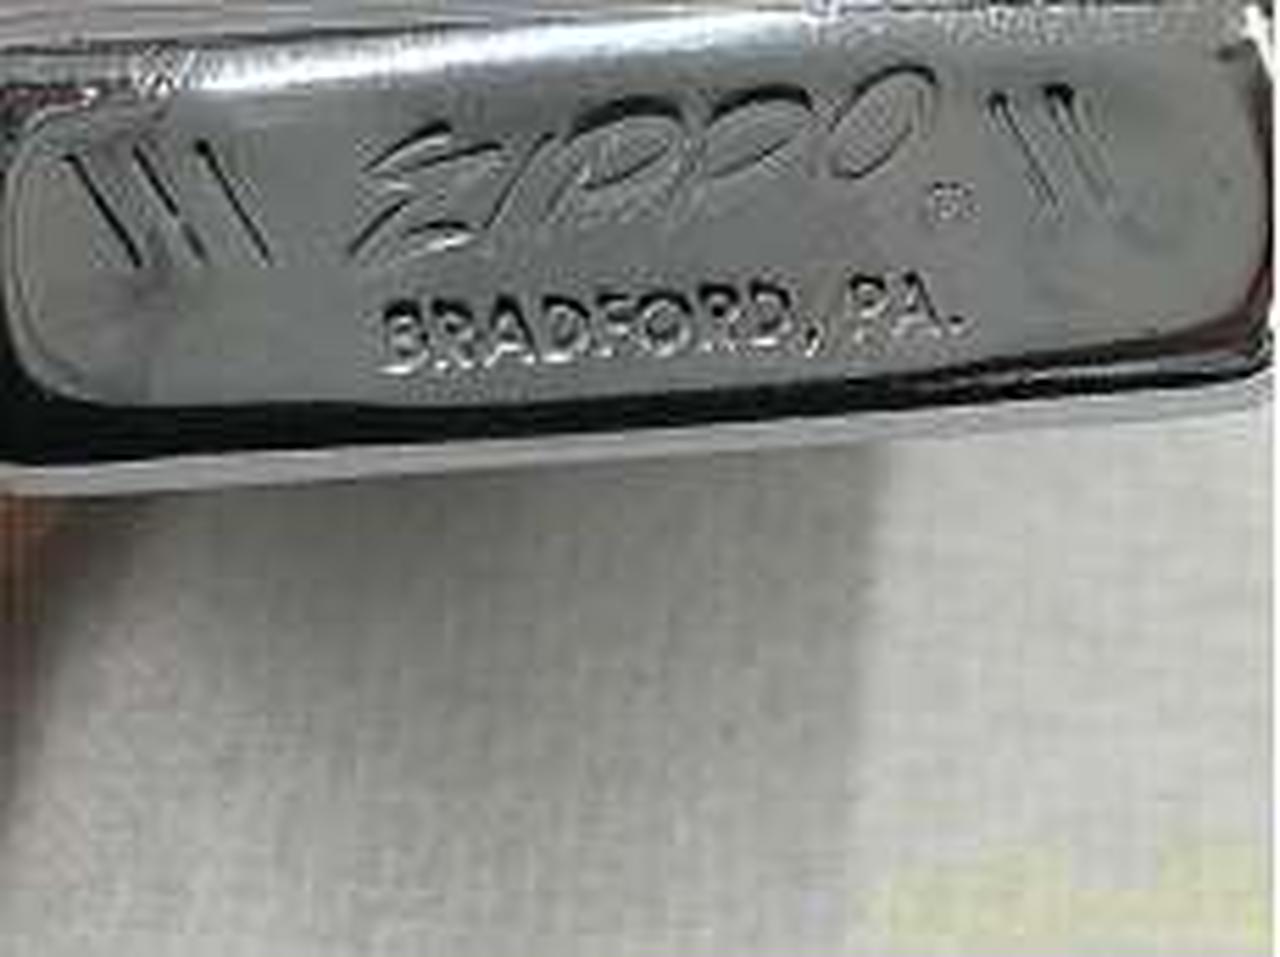 \\\ Zippo ® \\
BRADFORD, PA.